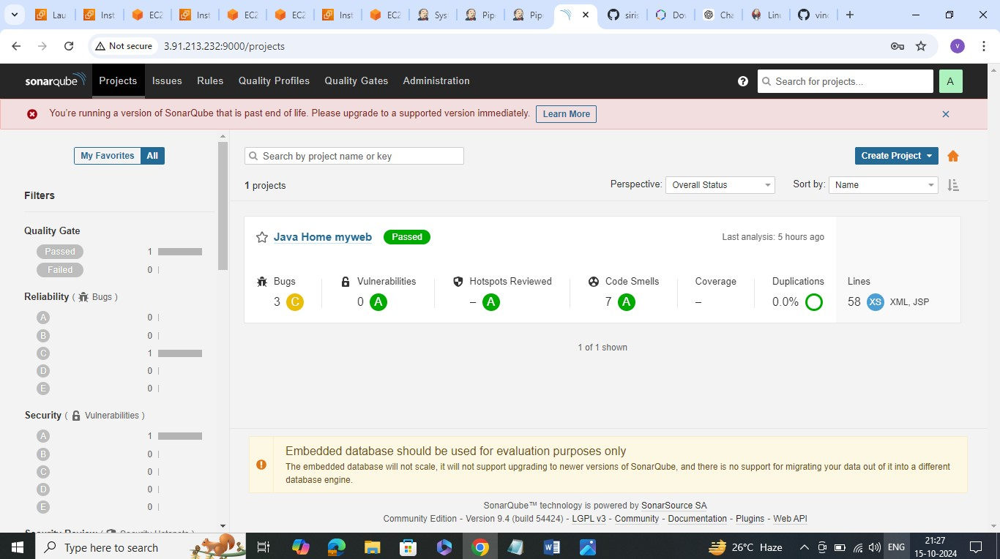 Lau
Inst
EC2
Inst
EC2
EC2
Inst
EC2
Sys
Pip
Pip
siris
Dov
Cha
Linu
vin
Not secure
3.91.213.232:9000/projects
v
sonarqube
Projects
Issues
Rules
Quality Profiles
Quality Gates
Administration
?
Search for projects...
A
You're running a version of SonarQube that is past end of life. Please upgrade to a supported version immediately.
Learn More
My Favorites
All
Search by project name or key
Create Project
1 projects
Perspective:
Overall Status
Sort by:
Name
Filters
Quality Gate
Passed 1
Failed 0
Reliability ( Bugs )
A 0
B 0
C 1
D 0
E 0
Security ( Vulnerabilities )
A 1
B 0
C 0
D 0
E 0
Java Home myweb
Passed
Last analysis: 5 hours ago
Bugs
Vulnerabilities
Hotspots Reviewed
Code Smells
Coverage
Duplications
Lines
3 C
0 A
– A
7 A
–
0.0%
58 XS XML, JSP
1 of 1 shown
Embedded database should be used for evaluation purposes only
The embedded database will not scale, it will not support upgrading to newer versions of SonarQube, and there is no support for migrating your data out of it into a different
database engine.
SonarQube™ technology is powered by SonarSource SA
Community Edition - Version 9.4 (build 54424) - LGPL v3 - Community - Documentation - Plugins - Web API
Type here to search
26°C Haze
ENG
21:27
15-10-2024